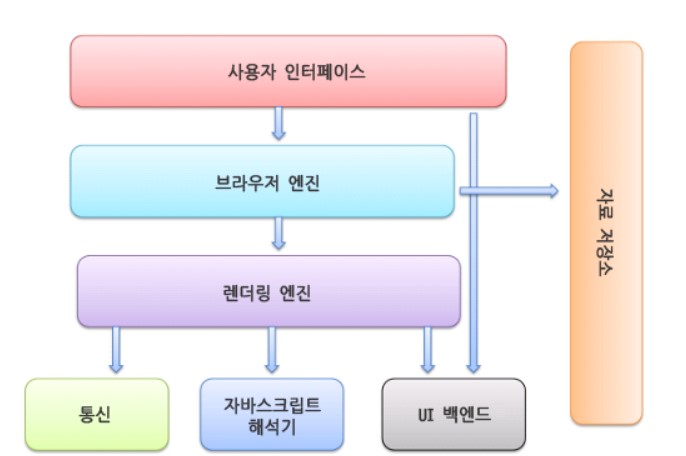 사용자 인터페이스
브라우저 엔진
자료 저장소
렌더링 엔진
통신
자바스크립트
해석기
UI 백엔드